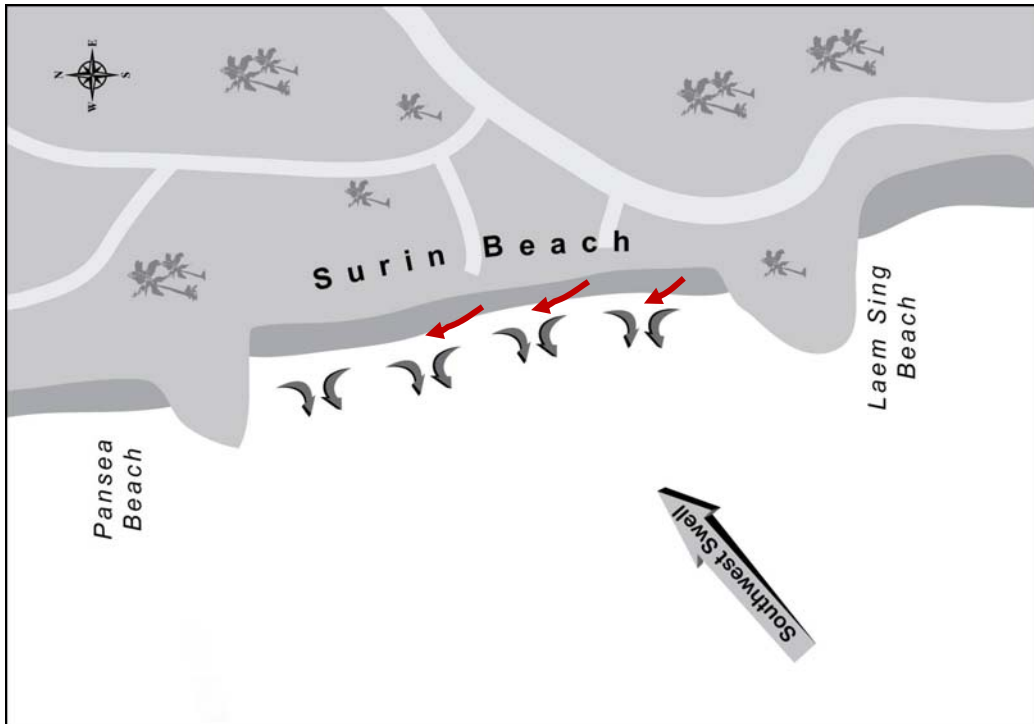 E
N
S
W
Surin Beach
Laem Sing
Beach
Pansea
Beach
Southwest Swell